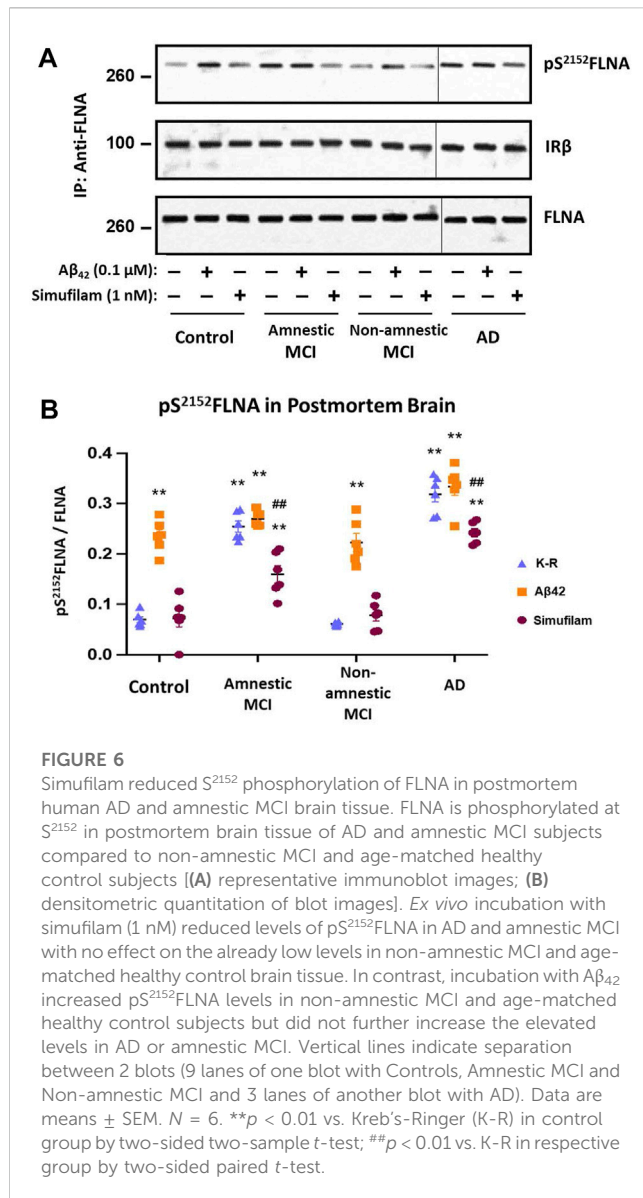 A
IP: Anti-FLNA
260
pS²¹⁵²FLNA
100
IRβ
260
FLNA
Aβ₄₂ (0.1 µM): – + – – + – – + – – + –
Simufilam (1 nM): – – + – – + – – + – – +
Control
Amnestic
MCI
Non-amnestic
MCI
AD
B
pS²¹⁵²FLNA in Postmortem Brain
pS²¹⁵²FLNA / FLNA
0.4
0.3
0.2
0.1
0.0
** ** ** ## ** ** ** ** ## **
K-R
Aβ42
Simufilam
Control
Amnestic
MCI
Non-
amnestic
MCI
AD
FIGURE 6
Simufilam reduced S²¹⁵² phosphorylation of FLNA in postmortem
human AD and amnestic MCI brain tissue. FLNA is phosphorylated at
S²¹⁵² in postmortem brain tissue of AD and amnestic MCI subjects
compared to non-amnestic MCI and age-matched healthy
control subjects [(A) representative immunoblot images; (B)
densitometric quantitation of blot images]. Ex vivo incubation with
simufilam (1 nM) reduced levels of pS²¹⁵²FLNA in AD and amnestic MCI
with no effect on the already low levels in non-amnestic MCI and age-
matched healthy control brain tissue. In contrast, incubation with Aβ₄₂
increased pS²¹⁵²FLNA levels in non-amnestic MCI and age-matched
healthy control subjects but did not further increase the elevated
levels in AD or amnestic MCI. Vertical lines indicate separation
between 2 blots (9 lanes of one blot with Controls, Amnestic MCI and
Non-amnestic MCI and 3 lanes of another blot with AD). Data are
means ± SEM. N = 6. **p < 0.01 vs. Kreb's-Ringer (K-R) in control
group by two-sided two-sample t-test; ##p < 0.01 vs. K-R in respective
group by two-sided paired t-test.